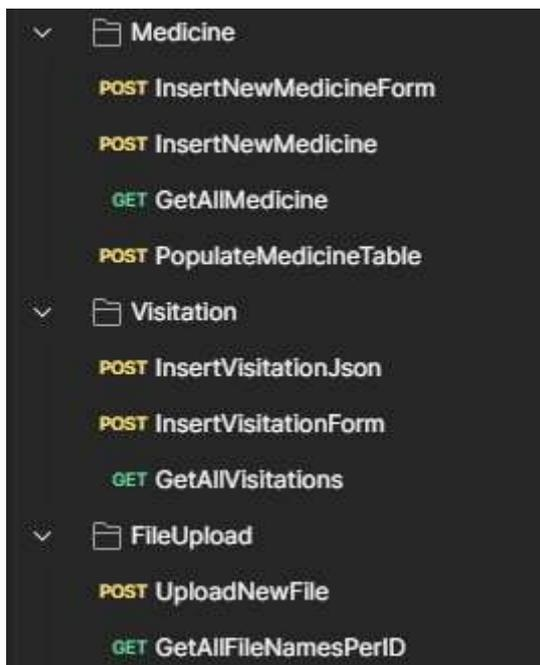 Medicine
POST InsertNewMedicineForm
POST InsertNewMedicine
GET GetAllMedicine
POST PopulateMedicineTable
Visitation
POST InsertVisitationJson
POST InsertVisitationForm
GET GetAllVisitations
FileUpload
POST UploadNewFile
GET GetAllFileNamesPerID